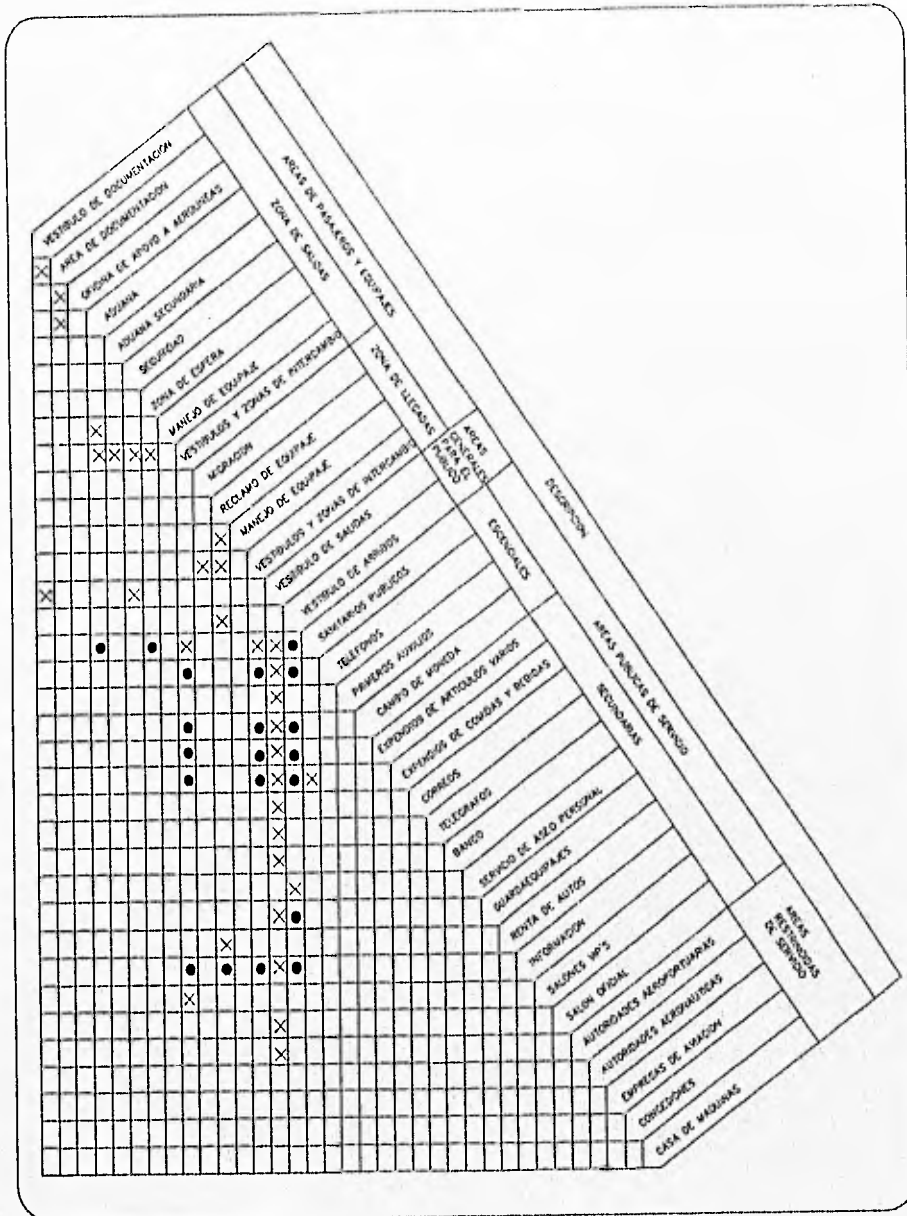 VESTIBULO DE DOCUMENTACION
AREA DE DOCUMENTACION
OFICINA DE APOYO A AEROLINEAS
ADUANA
ADUANA SECUNDARIA
SEGURIDAD
ZONA DE ESPERA
MANEJO DE EQUIPAJE
VESTIBULOS Y ZONAS DE INTERCAMBIO
MIGRACION
RECLAMO DE EQUIPAJE
MANEJO DE EQUIPAJE
VESTIBULOS Y ZONAS DE INTERCAMBIO
VESTIBULO DE SALIDAS
VESTIBULO DE ARRIBOS
SANITARIOS PUBLICOS
TELEFONOS
PRIMEROS AUXILIOS
CAMBIO DE MONEDA
EXPENDIOS DE ARTICULOS VARIOS
EXPENDIOS DE COMIDAS Y BEBIDAS
CORREOS
TELEGRAFOS
BANCO
SERVICIO DE ASEO PERSONAL
GUARDAEQUIPAJES
RENTA DE AUTOS
INFORMACION
SALONES VIP'S
SALON OFICIAL
AUTORIDADES AEROPORTUARIAS
AUTORIDADES AERONAUTICAS
EMPRESAS DE AVIACION
CONCESIONES
CASA DE MAQUINAS
ZONA DE SALIDAS
ZONA DE LLEGADAS
AREAS DE PASAJEROS Y EQUIPAJES
AREAS
GENERALES
PARA EL
PUBLICO
ESCENCIALES
SECUNDARIAS
AREAS PUBLICAS DE SERVICIO
AREAS
RESTRINGIDAS
DE SERVICIO
DESCRIPCION